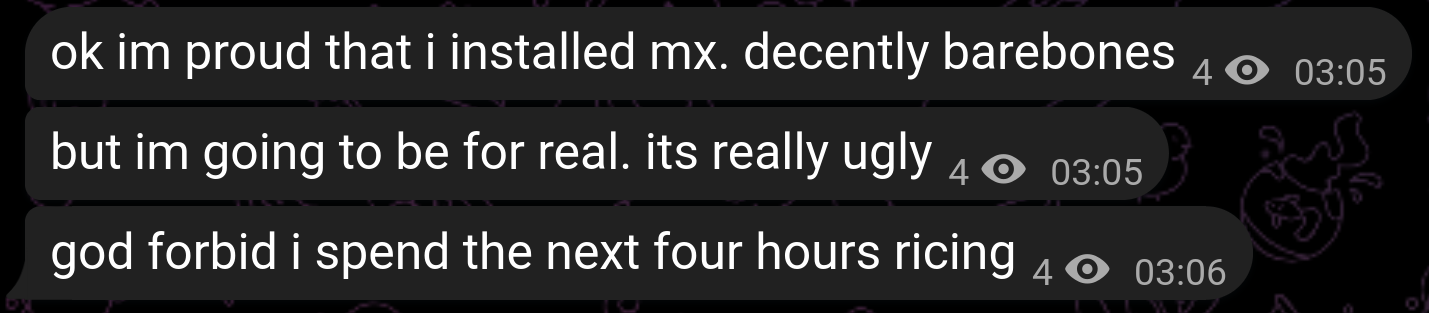 ok im proud that i installed mx. decently barebones 4 03:05
but im going to be for real. its really ugly 4 03:05
god forbid i spend the next four hours ricing 4 03:06